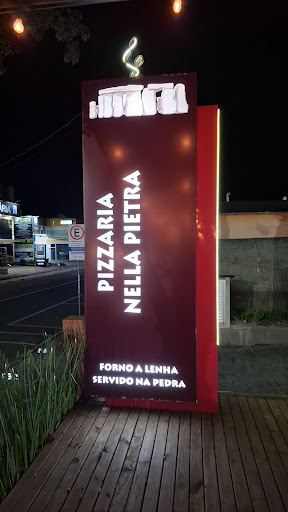 PIZZARIA
NELLA PIETRA
FORNO A LENHA
SERVIDO NA PEDRA
E